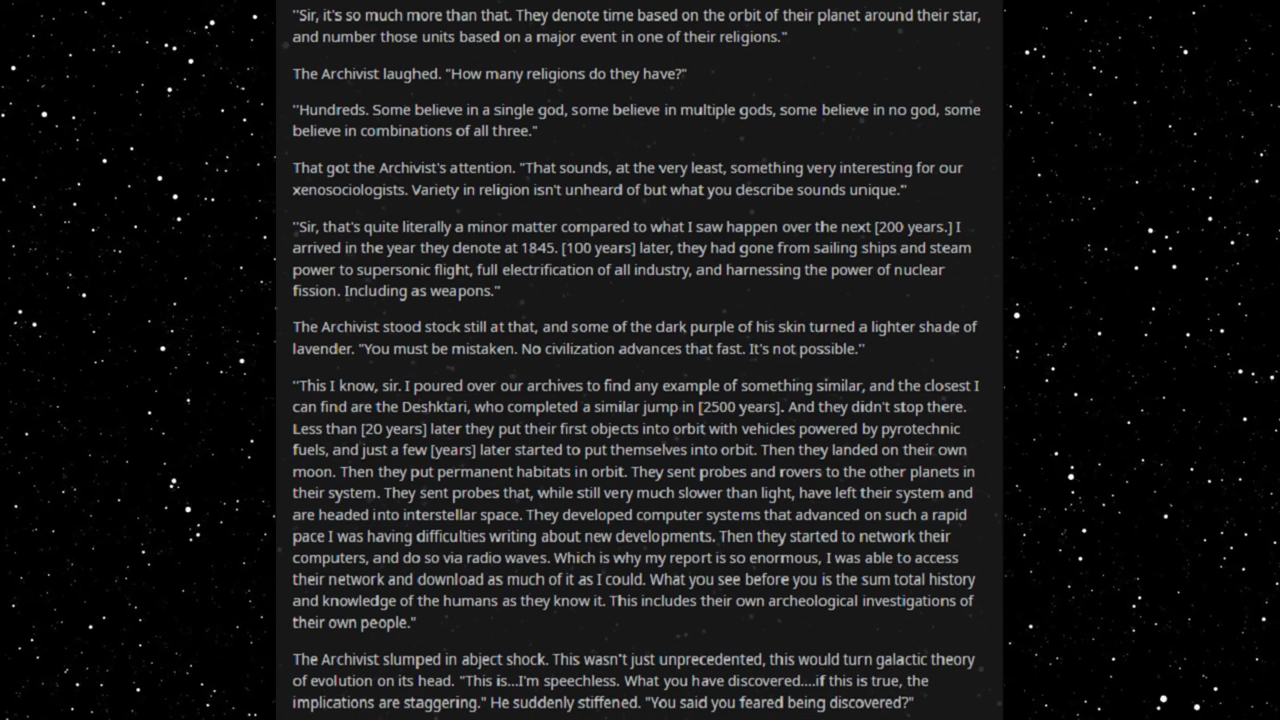 "Sir, it's so much more than that. They denote time based on the orbit of their planet around their star,
and number those units based on a major event in one of their religions."
The Archivist laughed. "How many religions do they have?"
"Hundreds. Some believe in a single god, some believe in multiple gods, some believe in no god, some
believe in combinations of all three."
That got the Archivist's attention. "That sounds, at the very least, something very interesting for our
xenosociologists. Variety in religion isn't unheard of but what you describe sounds unique."
"Sir, that's quite literally a minor matter compared to what I saw happen over the next [200 years.] I
arrived in the year they denote at 1845. [100 years] later, they had gone from sailing ships and steam
power to supersonic flight, full electrification of all industry, and harnessing the power of nuclear
fission. Including as weapons."
The Archivist stood stock still at that, and some of the dark purple of his skin turned a lighter shade of
lavender. "You must be mistaken. No civilization advances that fast. It's not possible."
"This I know, sir. I poured over our archives to find any example of something similar, and the closest I
can find are the Deshktari, who completed a similar jump in [2500 years]. And they didn't stop there.
Less than [20 years] later they put their first objects into orbit with vehicles powered by pyrotechnic
fuels, and just a few [years] later started to put themselves into orbit. Then they landed on their own
moon. Then they put permanent habitats in orbit. They sent probes and rovers to the other planets in
their system. They sent probes that, while still very much slower than light, have left their system and
are headed into interstellar space. They developed computer systems that advanced on such a rapid
pace I was having difficulties writing about new developments. Then they started to network their
computers, and do so via radio waves. Which is why my report is so enormous, I was able to access
their network and download as much of it as I could. What you see before you is the sum total history
and knowledge of the humans as they know it. This includes their own archeological investigations of
their own people."
The Archivist slumped in abject shock. This wasn't just unprecedented, this would turn galactic theory
of evolution on its head. "This is...I'm speechless. What you have discovered....if this is true, the
implications are staggering." He suddenly stiffened. "You said you feared being discovered?"